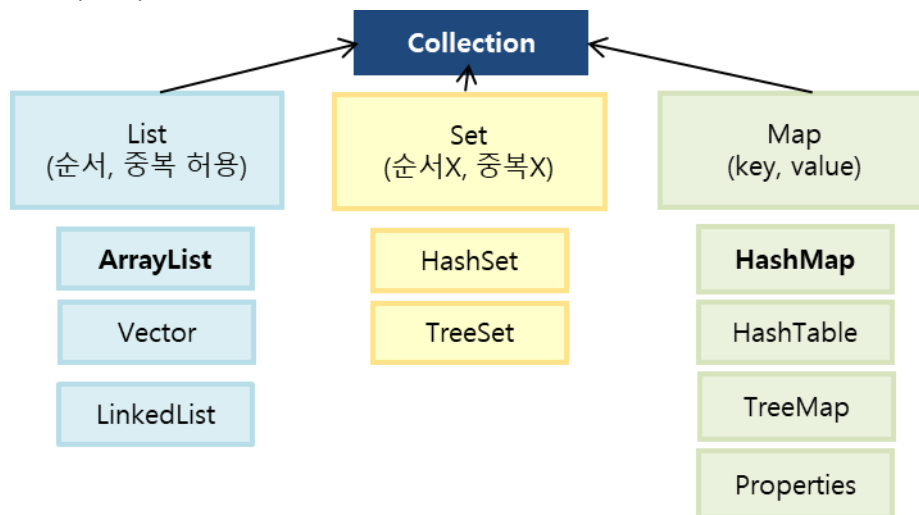 Collection
List
(순서, 중복 허용)
Set
(순서X, 중복X)
Map
(key, value)
ArrayList
HashSet
HashMap
Vector
TreeSet
HashTable
LinkedList
TreeMap
Properties